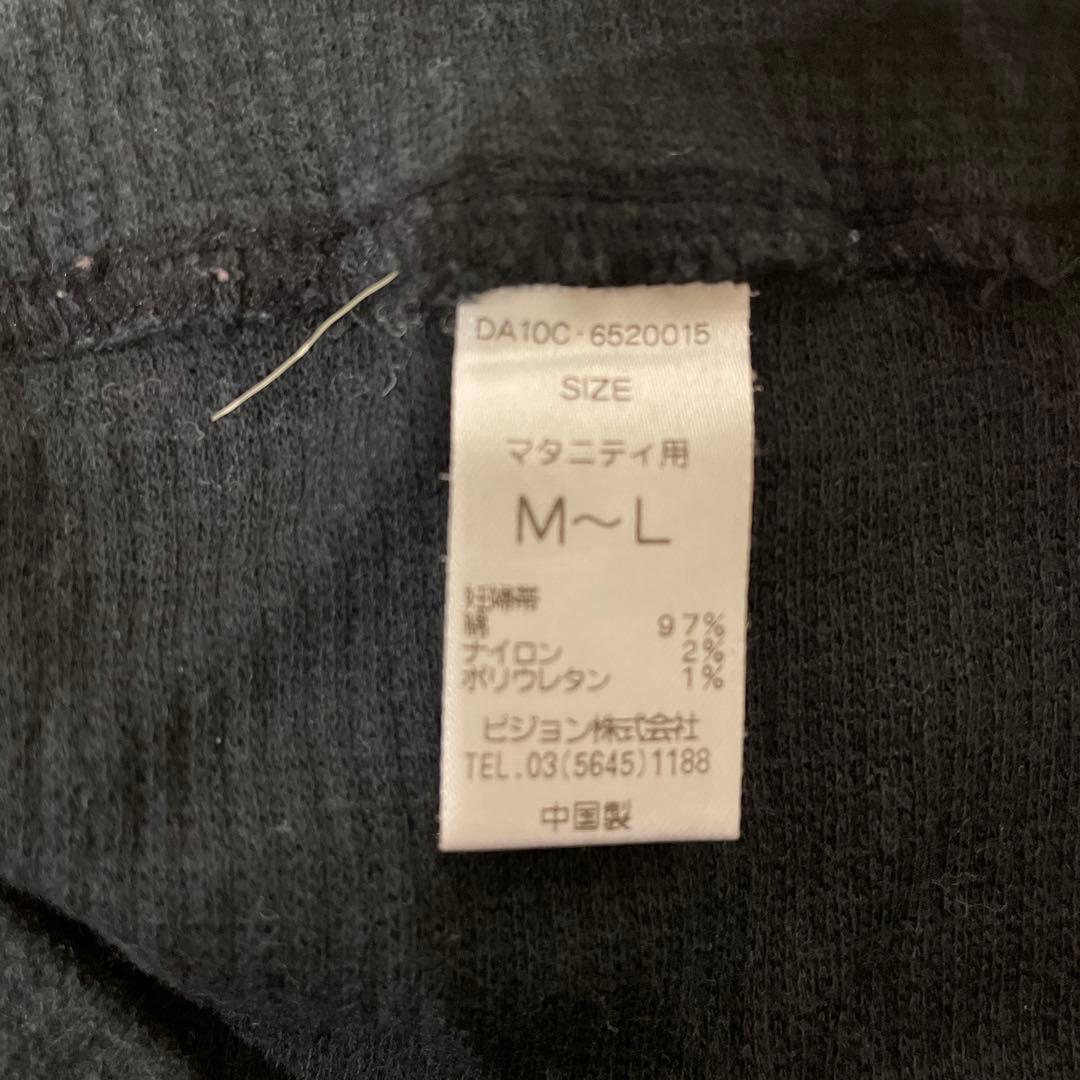 DA10C-6520015
SIZE
マタニティ用
M～L
妊婦帯
綿 97%
ナイロン 2%
ポリウレタン 1%
ピジョン株式会社
TEL.03(5645)1188
中国製